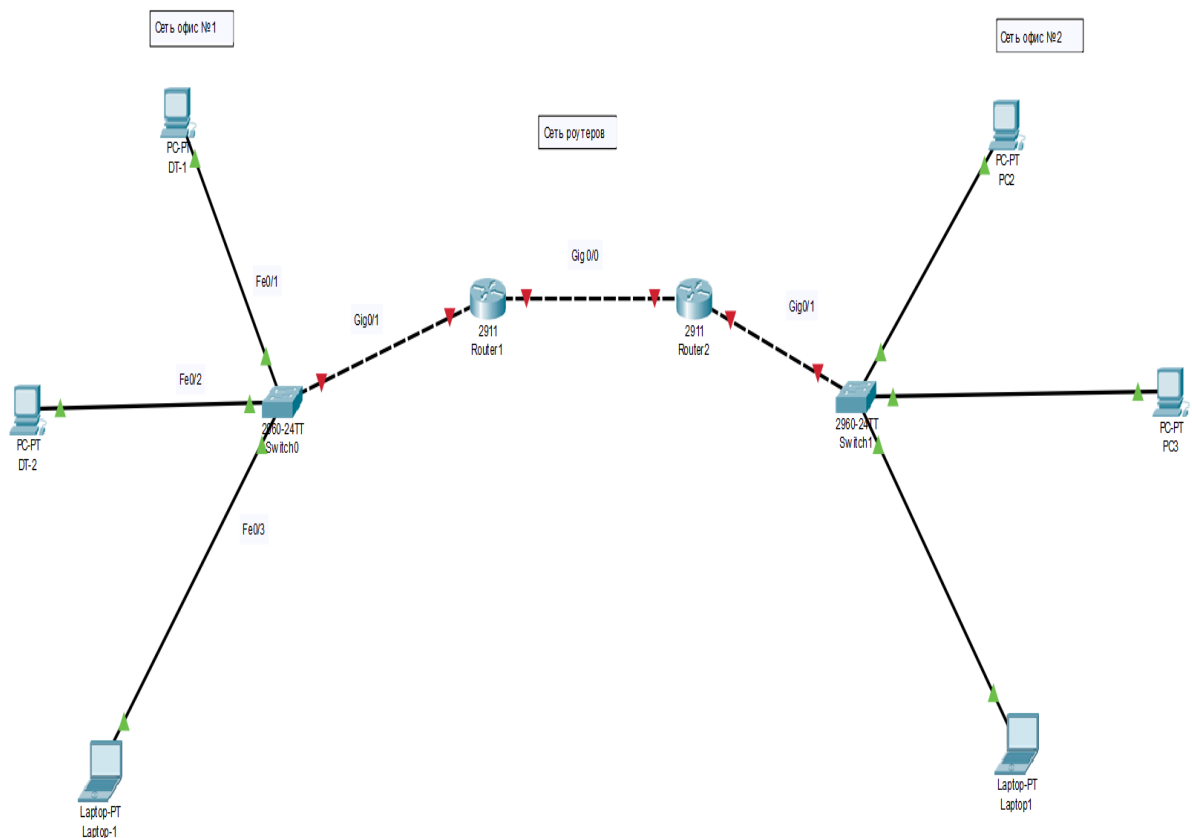 Сеть офис №1
Сеть офис №2
PC-PT
DT-1
Сеть роутеров
PC-PT
PC2
Gig 0/0
Fe0/1
Gig0/1
Gig0/1
2911
Router1
2911
Router2
Fe0/2
PC-PT
DT-2
2960-24TT
Switch0
2960-24TT
Switch1
PC-PT
PC3
Fe0/3
Laptop-PT
Laptop-1
Laptop-PT
Laptop1